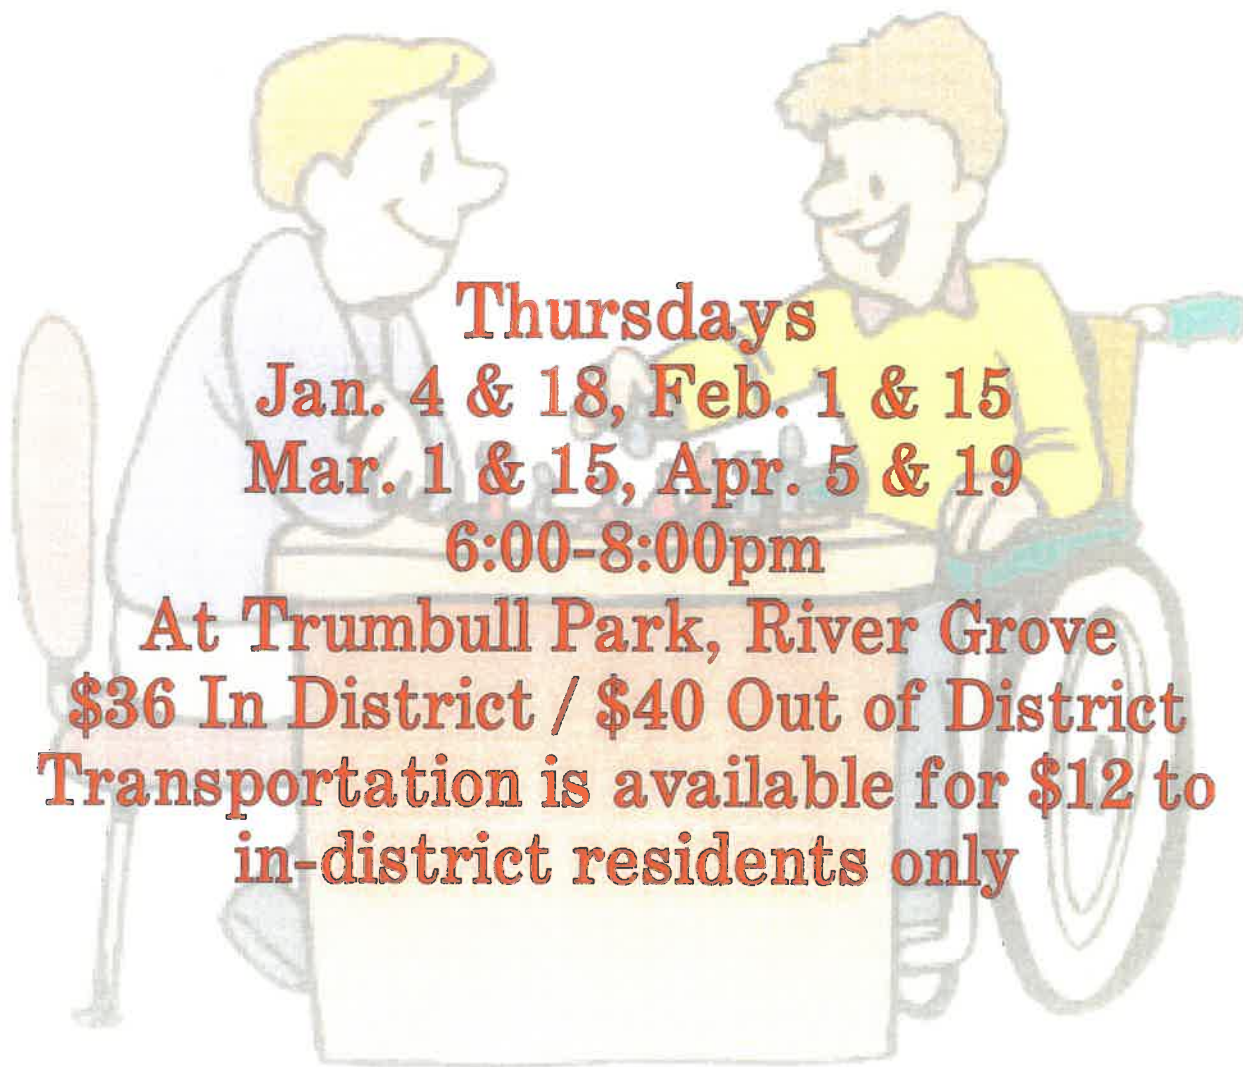 Thursdays
Jan. 4 & 18, Feb. 1 & 15
Mar. 1 & 15, Apr. 5 & 19
6:00-8:00pm
At Trumbull Park, River Grove
$36 In District / $40 Out of District
Transportation is available for $12 to
in-district residents only